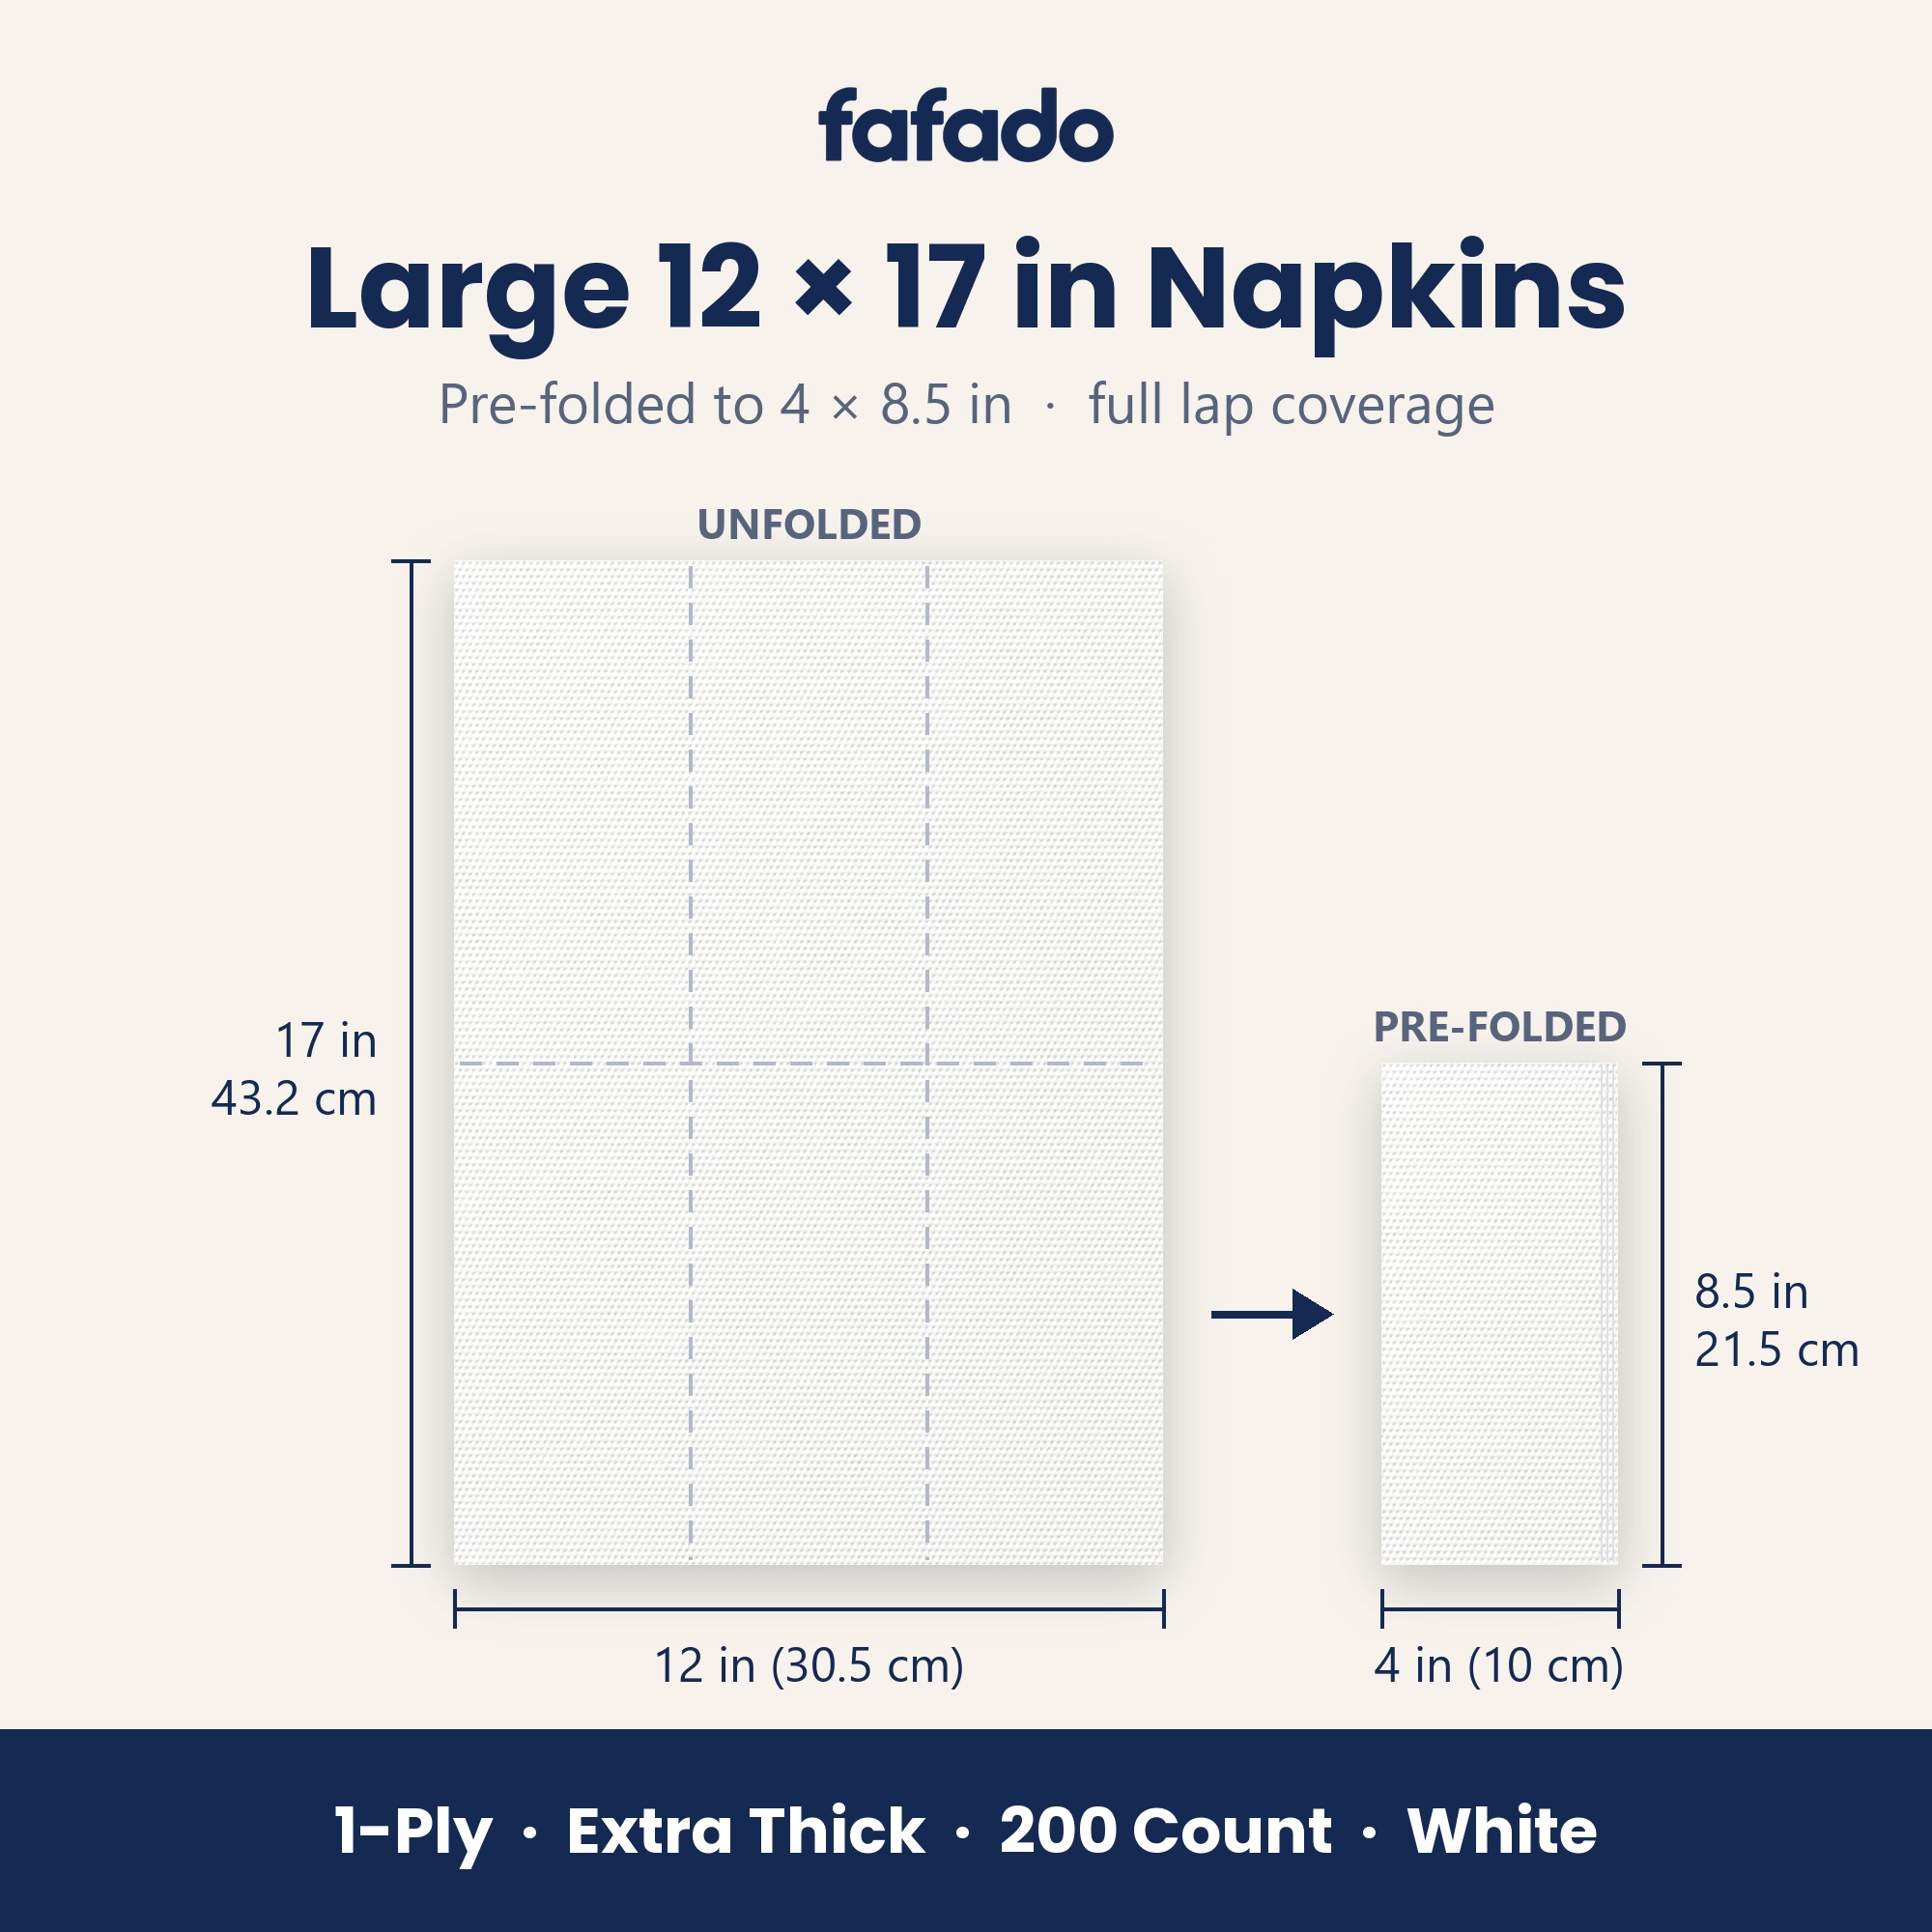 fafado
Large 12 × 17 in Napkins
Pre-folded to 4 × 8.5 in · full lap coverage
UNFOLDED
17 in
43.2 cm
12 in (30.5 cm)
PRE-FOLDED
8.5 in
21.5 cm
4 in (10 cm)
1-Ply · Extra Thick · 200 Count · White